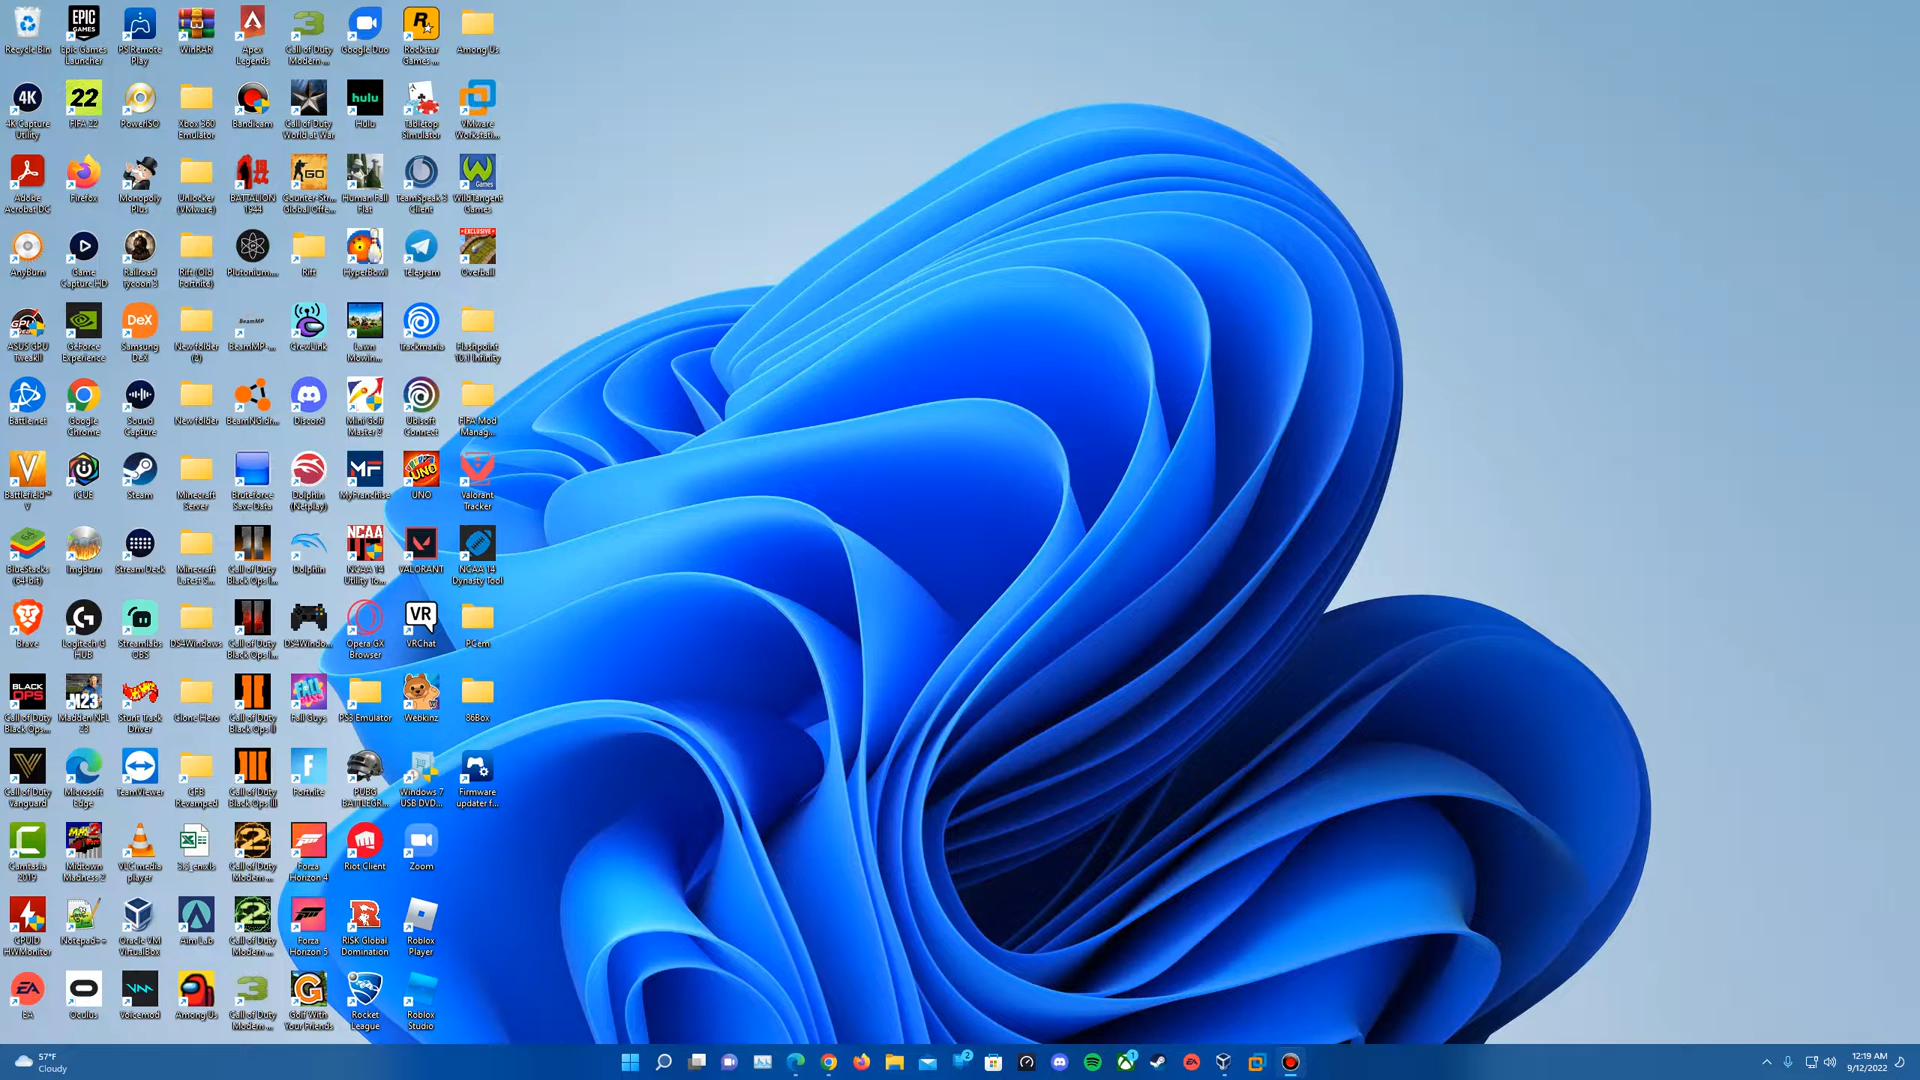 Recycle Bin
Epic Games
Launcher
PS Remote
Play
WinRAR
Apex
Legends
Call of Duty
Modern ...
Google Duo
Rockstar
Games ...
Among Us
4K Capture
Utility
FIFA 22
PowerISO
Xbox 360
Emulator
Bandicam
Call of Duty
World at War
Hulu
Tabletop
Simulator
VMware
Workstati...
Adobe
Acrobat DC
Firefox
Monopoly
Plus
Unlocker
(VMware)
BATTALION
1944
Counter-Str...
Global Offe...
Human Fall
Flat
TeamSpeak 3
Client
WildTangent
Games
AnyBurn
Game
Capture HD
Railroad
Tycoon 3
Rift (Old
Fortnite)
Plutonium....
Rift
HyperBowl
Telegram
Overball
ASUS GPU
TweakII
GeForce
Experience
Samsung
DeX
New folder
(2)
BeamMP-...
CrewLink
Lawn
Mowin...
Trackmania
Flashpoint
10.1 Infinity
Battle.net
Google
Chrome
Sound
Capture
New folder
BeamNG.dr...
Discord
Mini Golf
Master 2
Ubisoft
Connect
FIFA Mod
Manag...
Battlefield™
V
iCUE
Steam
Minecraft
Server
Bruteforce
Save Data
Dolphin
(Netplay)
MyFranchise
UNO
Valorant
Tracker
BlueStacks
(64-bit)
ImgBurn
Stream Deck
Minecraft
Latest S...
Call of Duty
Black Ops I...
Dolphin
NCAA 14
Utility To...
VALORANT
NCAA 14
Dynasty Tool
Brave
Logitech G
HUB
Streamlabs
OBS
DS4Windows
Call of Duty
Black Ops I...
DS4Windo...
Opera GX
Browser
VRChat
PCem
Call of Duty
Black Ops...
Madden NFL
23
Stunt Track
Driver
Clone Hero
Call of Duty
Black Ops II
Fall Guys
PS3 Emulator
Webkinz
86Box
Call of Duty
Vanguard
Microsoft
Edge
TeamViewer
CFB
Revamped
Call of Duty
Black Ops III
Fortnite
PUBG
BATTLEGR...
Windows 7
USB DVD...
Firmware
updater f...
Camtasia
2019
Midtown
Madness 2
VLC media
player
Call of Duty
Modern ...
Forza
Horizon 4
Riot Client
Zoom
CPUID
HWMonitor
Notepad++
Oracle VM
VirtualBox
Aim Lab
Call of Duty
Modern ...
Forza
Horizon 5
RISK Global
Domination
Roblox
Player
EA
Oculus
Voicemod
Among Us
Call of Duty
Modern ...
Golf With
Your Friends
Rocket
League
Roblox
Studio
57°F
Cloudy
12:19 AM
9/12/2022